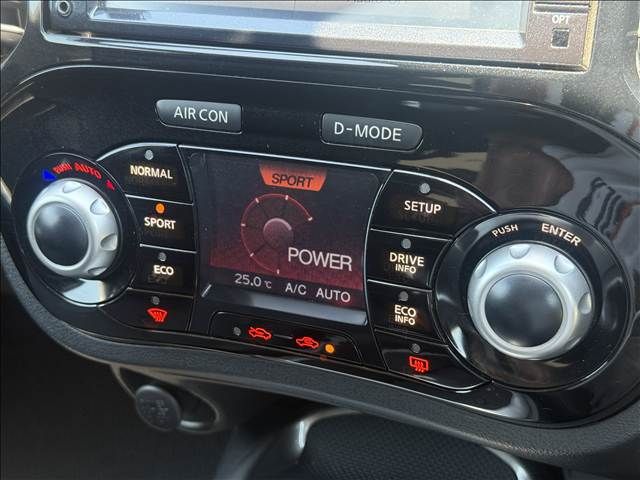 OPT
AIR CON
D-MODE
AUTO
NORMAL
SPORT
ECO
SPORT
POWER
25.0°C A/C AUTO
SETUP
DRIVE
INFO
ECO
INFO
PUSH ENTER